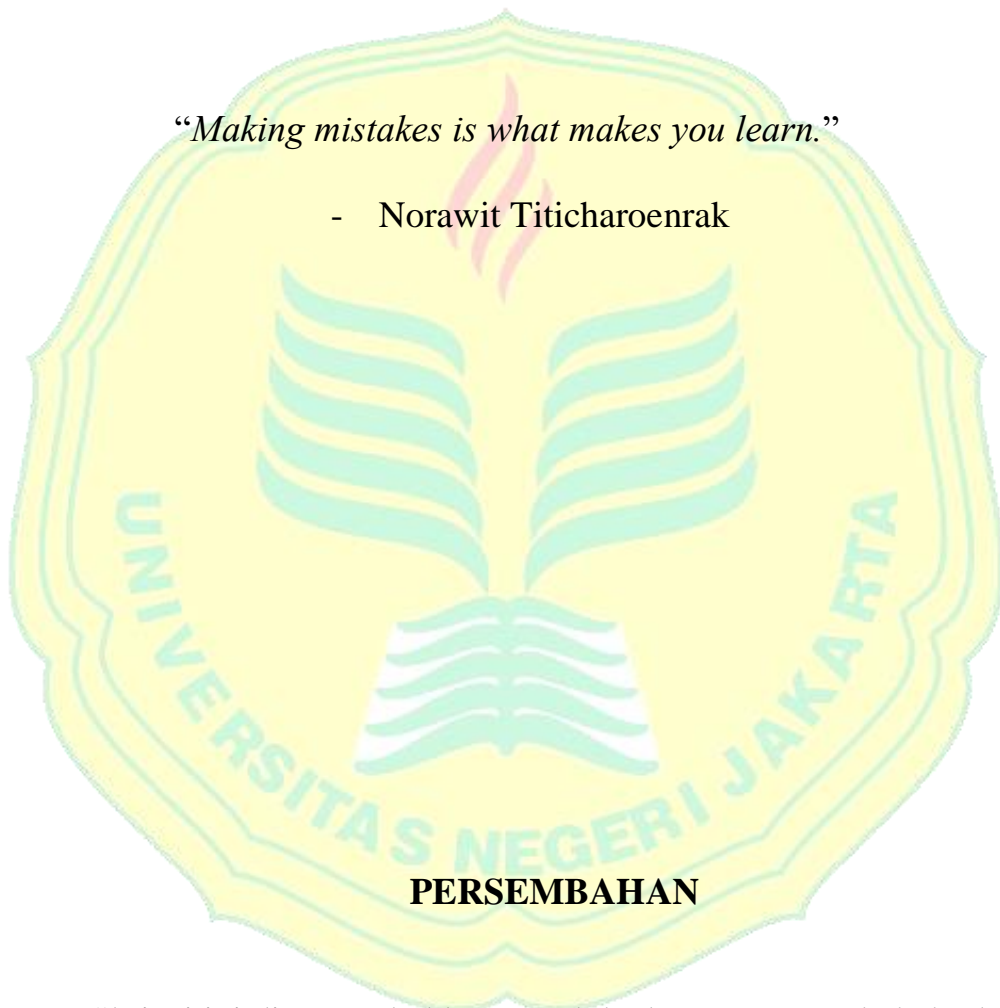 “Making mistakes is what makes you learn.”
- Norawit Titicharoenrak
UNIVERSITAS NEGERI JAKARTA
PERSEMBAHAN